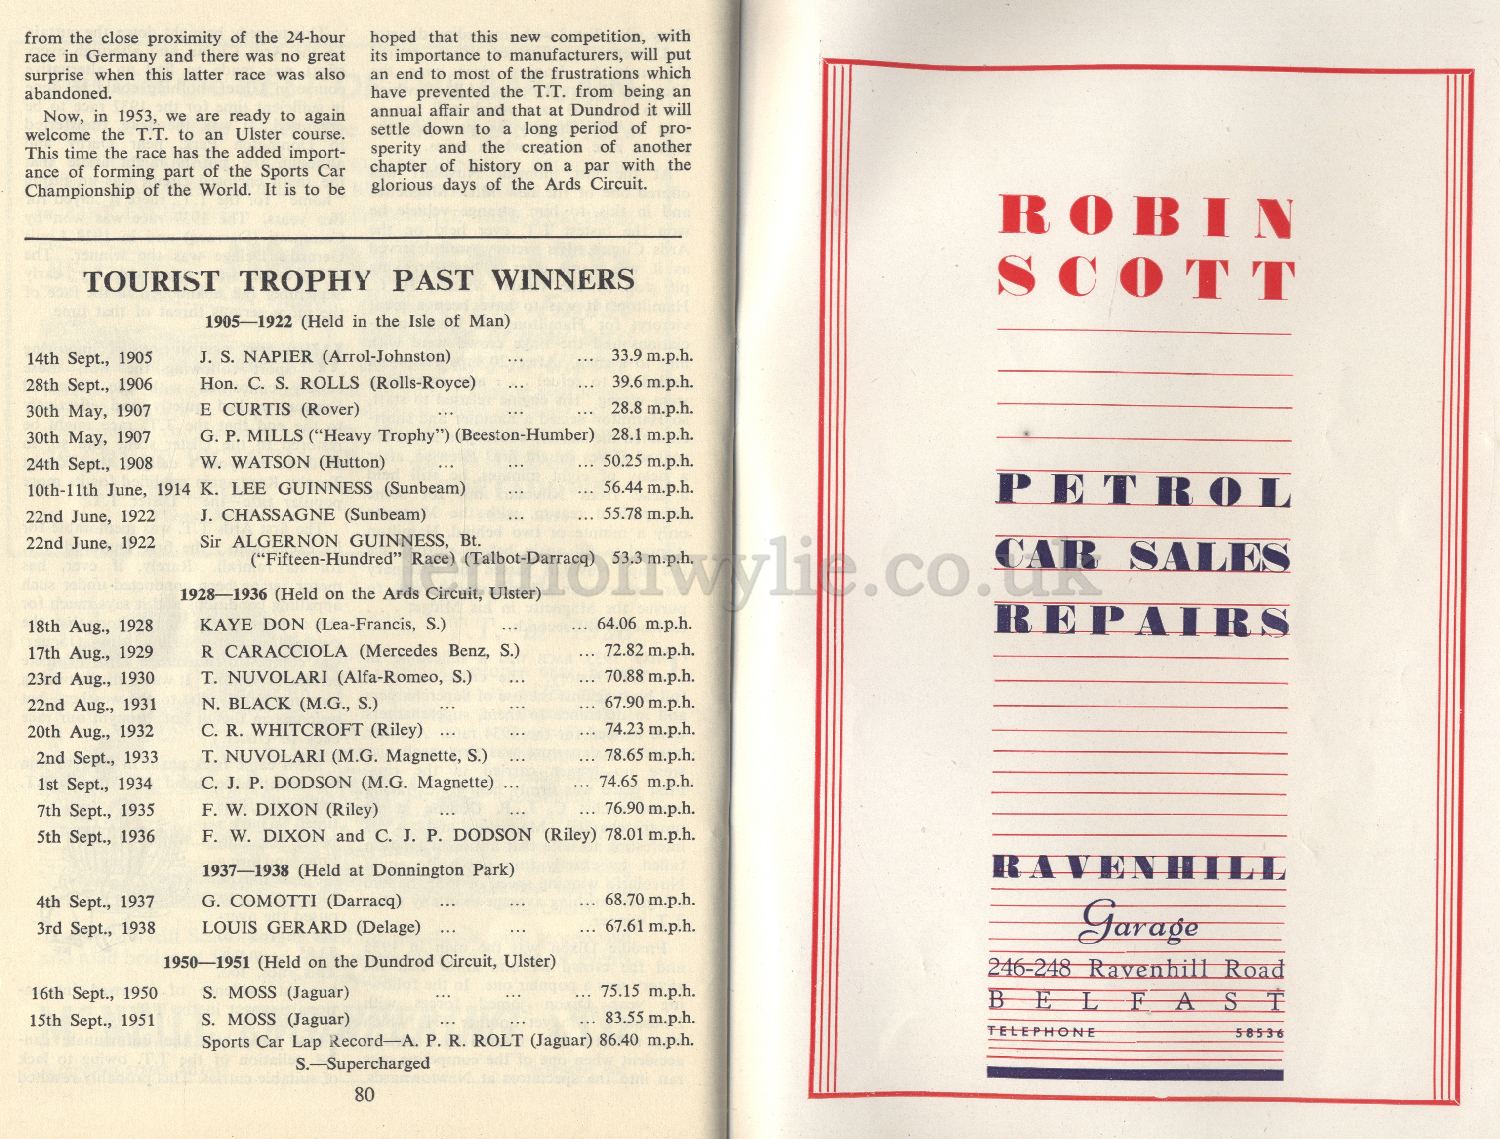 from the close proximity of the 24-hour
race in Germany and there was no great
surprise when this latter race was also
abandoned.
Now, in 1953, we are ready to again
welcome the T.T. to an Ulster course.
This time the race has the added import-
ance of forming part of the Sports Car
Championship of the World. It is to be
hoped that this new competition, with
its importance to manufacturers, will put
an end to most of the frustrations which
have prevented the T.T. from being an
annual affair and that at Dundrod it will
settle down to a long period of pro-
sperity and the creation of another
chapter of history on a par with the
glorious days of the Ards Circuit.
TOURIST TROPHY PAST WINNERS
1905—1922 (Held in the Isle of Man)
14th Sept., 1905 J. S. NAPIER (Arrol-Johnston) ... ... 33.9 m.p.h.
28th Sept., 1906 Hon. C. S. ROLLS (Rolls-Royce) ... ... 39.6 m.p.h.
30th May, 1907 E CURTIS (Rover) ... ... ... 28.8 m.p.h.
30th May, 1907 G. P. MILLS ("Heavy Trophy") (Beeston-Humber) 28.1 m.p.h.
24th Sept., 1908 W. WATSON (Hutton) ... ... ... 50.25 m.p.h.
10th-11th June, 1914 K. LEE GUINNESS (Sunbeam) ... ... 56.44 m.p.h.
22nd June, 1922 J. CHASSAGNE (Sunbeam) ... ... 55.78 m.p.h.
22nd June, 1922 Sir ALGERNON GUINNESS, Bt.
("Fifteen-Hundred" Race) (Talbot-Darracq) 53.3 m.p.h.
1928—1936 (Held on the Ards Circuit, Ulster)
18th Aug., 1928 KAYE DON (Lea-Francis, S.) ... ... 64.06 m.p.h.
17th Aug., 1929 R CARACCIOLA (Mercedes Benz, S.) ... 72.82 m.p.h.
23rd Aug., 1930 T. NUVOLARI (Alfa-Romeo, S.) ... ... 70.88 m.p.h.
22nd Aug., 1931 N. BLACK (M.G., S.) ... ... ... 67.90 m.p.h.
20th Aug., 1932 C. R. WHITCROFT (Riley) ... ... ... 74.23 m.p.h.
2nd Sept., 1933 T. NUVOLARI (M.G. Magnette, S.) ... ... 78.65 m.p.h.
1st Sept., 1934 C. J. P. DODSON (M.G. Magnette) ... ... 74.65 m.p.h.
7th Sept., 1935 F. W. DIXON (Riley) ... ... ... 76.90 m.p.h.
5th Sept., 1936 F. W. DIXON and C. J. P. DODSON (Riley) 78.01 m.p.h.
1937—1938 (Held at Donnington Park)
4th Sept., 1937 G. COMOTTI (Darracq) ... ... ... 68.70 m.p.h.
3rd Sept., 1938 LOUIS GERARD (Delage) ... ... ... 67.61 m.p.h.
1950—1951 (Held on the Dundrod Circuit, Ulster)
16th Sept., 1950 S. MOSS (Jaguar) ... ... ... 75.15 m.p.h.
15th Sept., 1951 S. MOSS (Jaguar) ... ... ... 83.55 m.p.h.
Sports Car Lap Record—A. P. R. ROLT (Jaguar) 86.40 m.p.h.
S.—Supercharged
80
lennonwylie.co.uk
ROBIN
SCOTT
PETROL
CAR SALES
REPAIRS
RAVENHILL
Garage
246-248 Ravenhill Road
BELFAST
TELEPHONE 58536